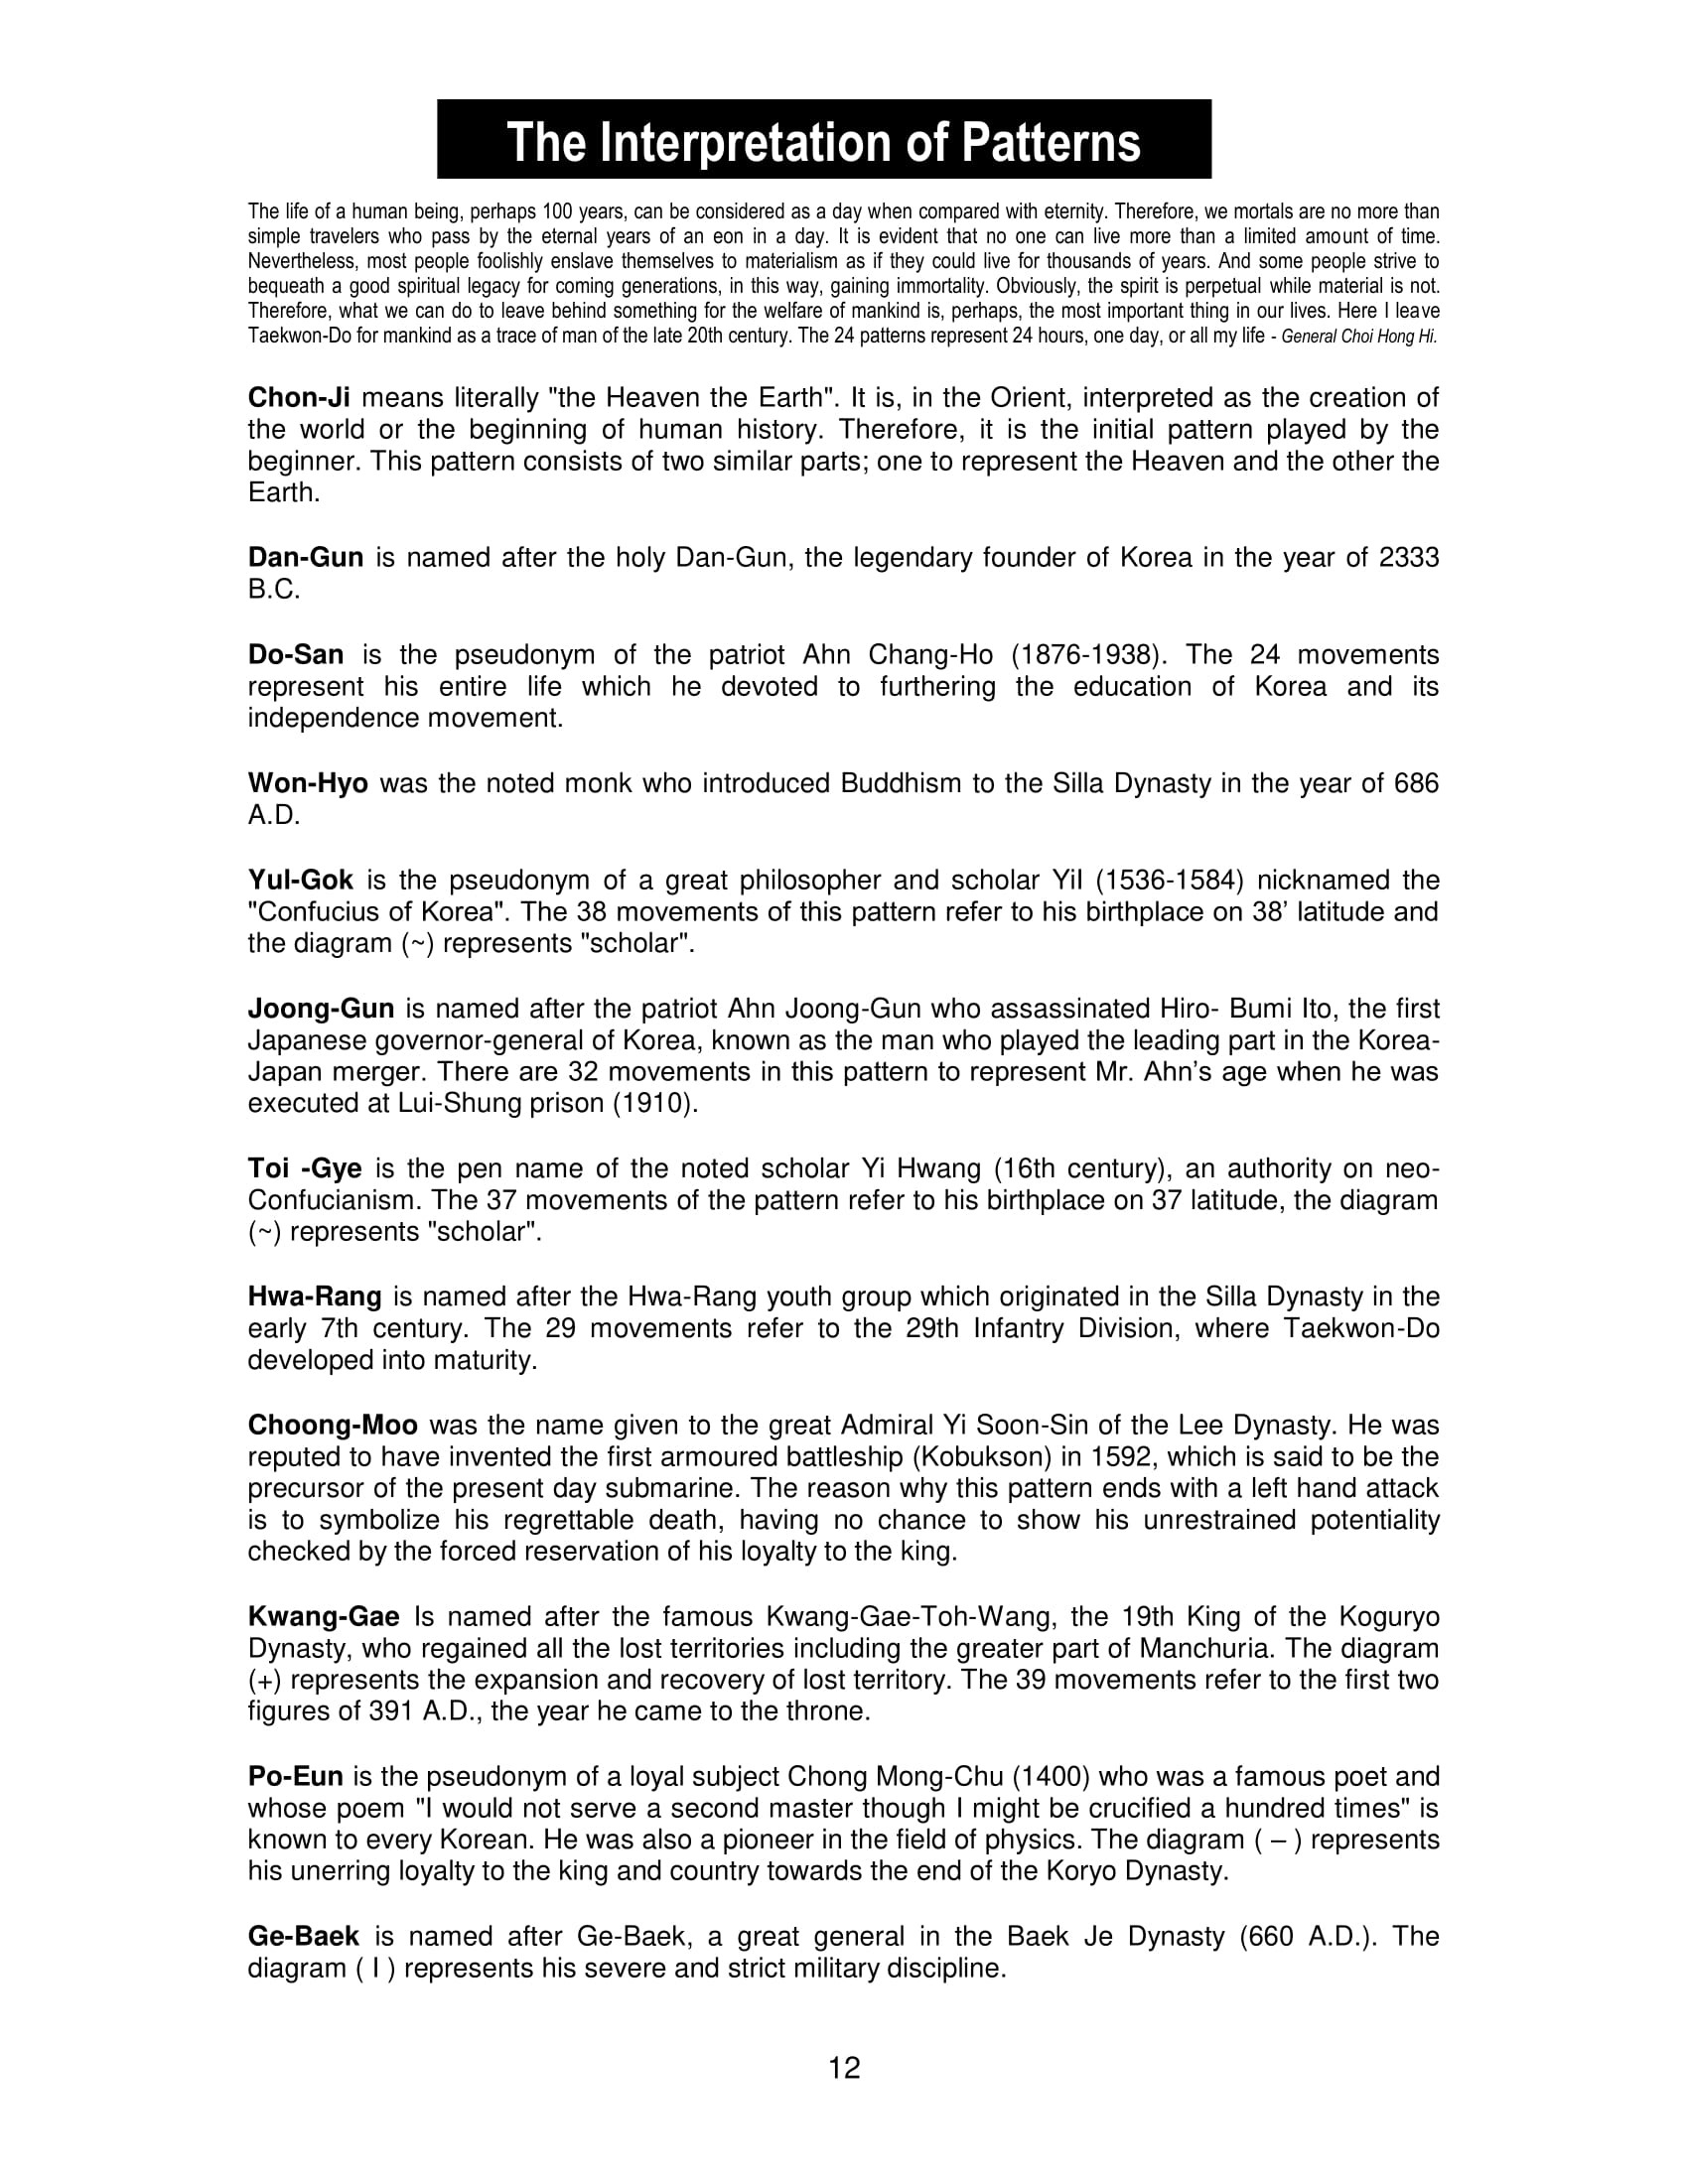 The Interpretation of Patterns
The life of a human being, perhaps 100 years, can be considered as a day when compared with eternity. Therefore, we mortals are no more than
simple travelers who pass by the eternal years of an eon in a day. It is evident that no one can live more than a limited amount of time.
Nevertheless, most people foolishly enslave themselves to materialism as if they could live for thousands of years. And some people strive to
bequeath a good spiritual legacy for coming generations, in this way, gaining immortality. Obviously, the spirit is perpetual while material is not.
Therefore, what we can do to leave behind something for the welfare of mankind is, perhaps, the most important thing in our lives. Here I leave
Taekwon-Do for mankind as a trace of man of the late 20th century. The 24 patterns represent 24 hours, one day, or all my life - General Choi Hong Hi.
Chon-Ji means literally "the Heaven the Earth". It is, in the Orient, interpreted as the creation of
the world or the beginning of human history. Therefore, it is the initial pattern played by the
beginner. This pattern consists of two similar parts; one to represent the Heaven and the other the
Earth.
Dan-Gun is named after the holy Dan-Gun, the legendary founder of Korea in the year of 2333
B.C.
Do-San is the pseudonym of the patriot Ahn Chang-Ho (1876-1938). The 24 movements
represent his entire life which he devoted to furthering the education of Korea and its
independence movement.
Won-Hyo was the noted monk who introduced Buddhism to the Silla Dynasty in the year of 686
A.D.
Yul-Gok is the pseudonym of a great philosopher and scholar Yil (1536-1584) nicknamed the
"Confucius of Korea". The 38 movements of this pattern refer to his birthplace on 38’ latitude and
the diagram (~) represents "scholar".
Joong-Gun is named after the patriot Ahn Joong-Gun who assassinated Hiro- Bumi Ito, the first
Japanese governor-general of Korea, known as the man who played the leading part in the Korea-
Japan merger. There are 32 movements in this pattern to represent Mr. Ahn’s age when he was
executed at Lui-Shung prison (1910).
Toi -Gye is the pen name of the noted scholar Yi Hwang (16th century), an authority on neo-
Confucianism. The 37 movements of the pattern refer to his birthplace on 37 latitude, the diagram
(~) represents "scholar".
Hwa-Rang is named after the Hwa-Rang youth group which originated in the Silla Dynasty in the
early 7th century. The 29 movements refer to the 29th Infantry Division, where Taekwon-Do
developed into maturity.
Choong-Moo was the name given to the great Admiral Yi Soon-Sin of the Lee Dynasty. He was
reputed to have invented the first armoured battleship (Kobukson) in 1592, which is said to be the
precursor of the present day submarine. The reason why this pattern ends with a left hand attack
is to symbolize his regrettable death, having no chance to show his unrestrained potentiality
checked by the forced reservation of his loyalty to the king.
Kwang-Gae Is named after the famous Kwang-Gae-Toh-Wang, the 19th King of the Koguryo
Dynasty, who regained all the lost territories including the greater part of Manchuria. The diagram
(+) represents the expansion and recovery of lost territory. The 39 movements refer to the first two
figures of 391 A.D., the year he came to the throne.
Po-Eun is the pseudonym of a loyal subject Chong Mong-Chu (1400) who was a famous poet and
whose poem "I would not serve a second master though I might be crucified a hundred times" is
known to every Korean. He was also a pioneer in the field of physics. The diagram ( – ) represents
his unerring loyalty to the king and country towards the end of the Koryo Dynasty.
Ge-Baek is named after Ge-Baek, a great general in the Baek Je Dynasty (660 A.D.). The
diagram ( I ) represents his severe and strict military discipline.
12